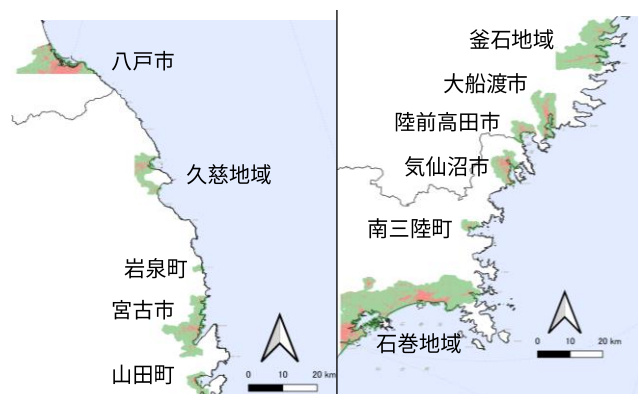 八戸市
久慈地域
岩泉町
宮古市
山田町
0 10 20 km
釜石地域
大船渡市
陸前高田市
気仙沼市
南三陸町
石巻地域
0 10 20 km